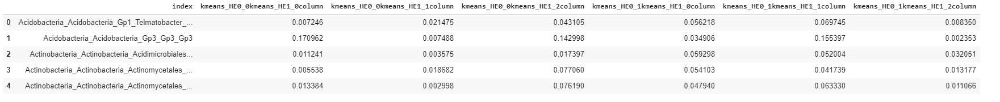 index kmeans_HE0_0kmeans_HE1_0column kmeans_HE0_0kmeans_HE1_1column kmeans_HE0_0kmeans_HE1_2column kmeans_HE0_1kmeans_HE1_0column kmeans_HE0_1kmeans_HE1_1column kmeans_HE0_1kmeans_HE1_2column
0 Acidobacteria_Acidobacteria_Gp1_Telmatobacter_... 0.007246 0.021475 0.043105 0.056218 0.069745 0.008350
1 Acidobacteria_Acidobacteria_Gp3_Gp3_Gp3 0.170962 0.007488 0.142998 0.034906 0.155397 0.002353
2 Actinobacteria_Actinobacteria_Acidimicrobiales... 0.011241 0.003575 0.017397 0.059298 0.052004 0.032051
3 Actinobacteria_Actinobacteria_Actinomycetales_... 0.005538 0.018682 0.077060 0.054103 0.041739 0.013177
4 Actinobacteria_Actinobacteria_Actinomycetales_... 0.013384 0.002998 0.076190 0.047940 0.063330 0.011066